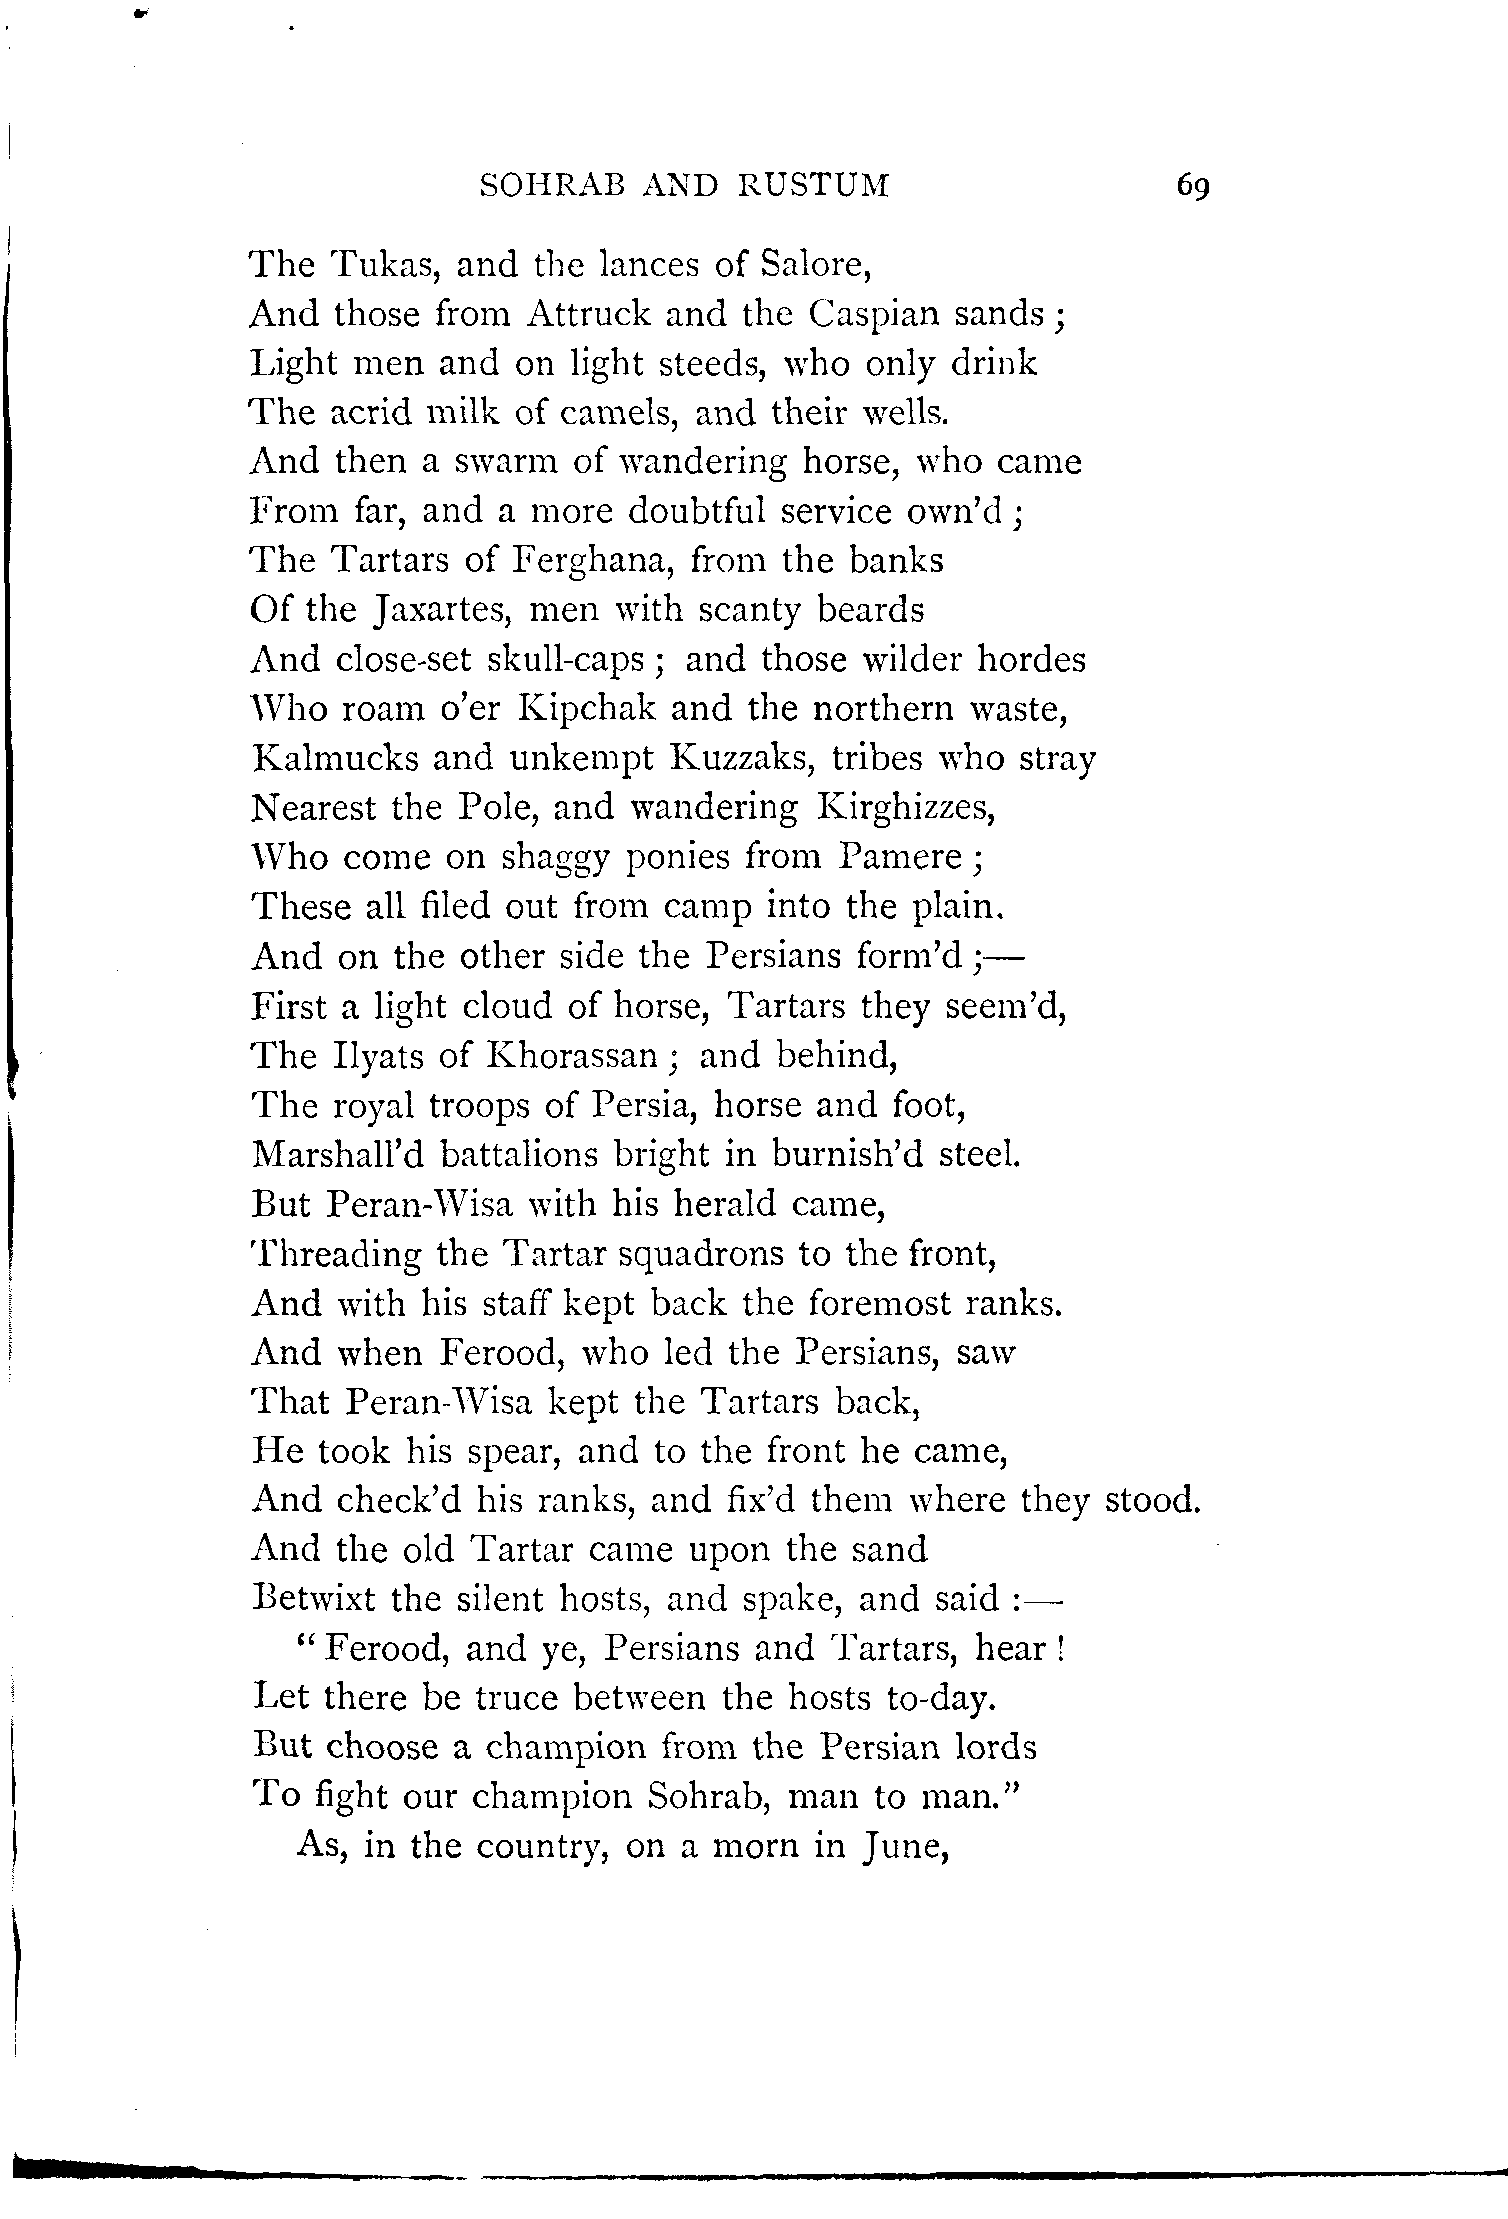 SOHRAB AND RUSTUM 69
The Tukas, and the lances of Salore,
And those from Attruck and the Caspian sands ;
Light men and on light steeds, who only drink
The acrid milk of camels, and their wells.
And then a swarm of wandering horse, who came
From far, and a more doubtful service own'd ;
The Tartars of Ferghana, from the banks
Of the Jaxartes, men with scanty beards
And close-set skull-caps ; and those wilder hordes
Who roam o'er Kipchak and the northern waste,
Kalmucks and unkempt Kuzzaks, tribes who stray
Nearest the Pole, and wandering Kirghizzes,
Who come on shaggy ponies from Pamere ;
These all filed out from camp into the plain.
And on the other side the Persians form'd ;—
First a light cloud of horse, Tartars they seem'd,
The Ilyats of Khorassan ; and behind,
The royal troops of Persia, horse and foot,
Marshall'd battalions bright in burnish'd steel.
But Peran-Wisa with his herald came,
Threading the Tartar squadrons to the front,
And with his staff kept back the foremost ranks.
And when Ferood, who led the Persians, saw
That Peran-Wisa kept the Tartars back,
He took his spear, and to the front he came,
And check'd his ranks, and fix'd them where they stood.
And the old Tartar came upon the sand
Betwixt the silent hosts, and spake, and said :—
" Ferood, and ye, Persians and Tartars, hear !
Let there be truce between the hosts to-day.
But choose a champion from the Persian lords
To fight our champion Sohrab, man to man."
As, in the country, on a morn in June,